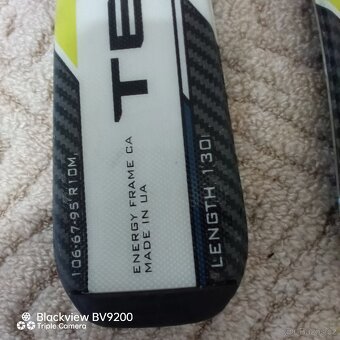 TE
106-67-95 R10M
ENERGY FRAME CA
MADE IN UA
LENGTH 130
Blackview BV9200
Triple Camera